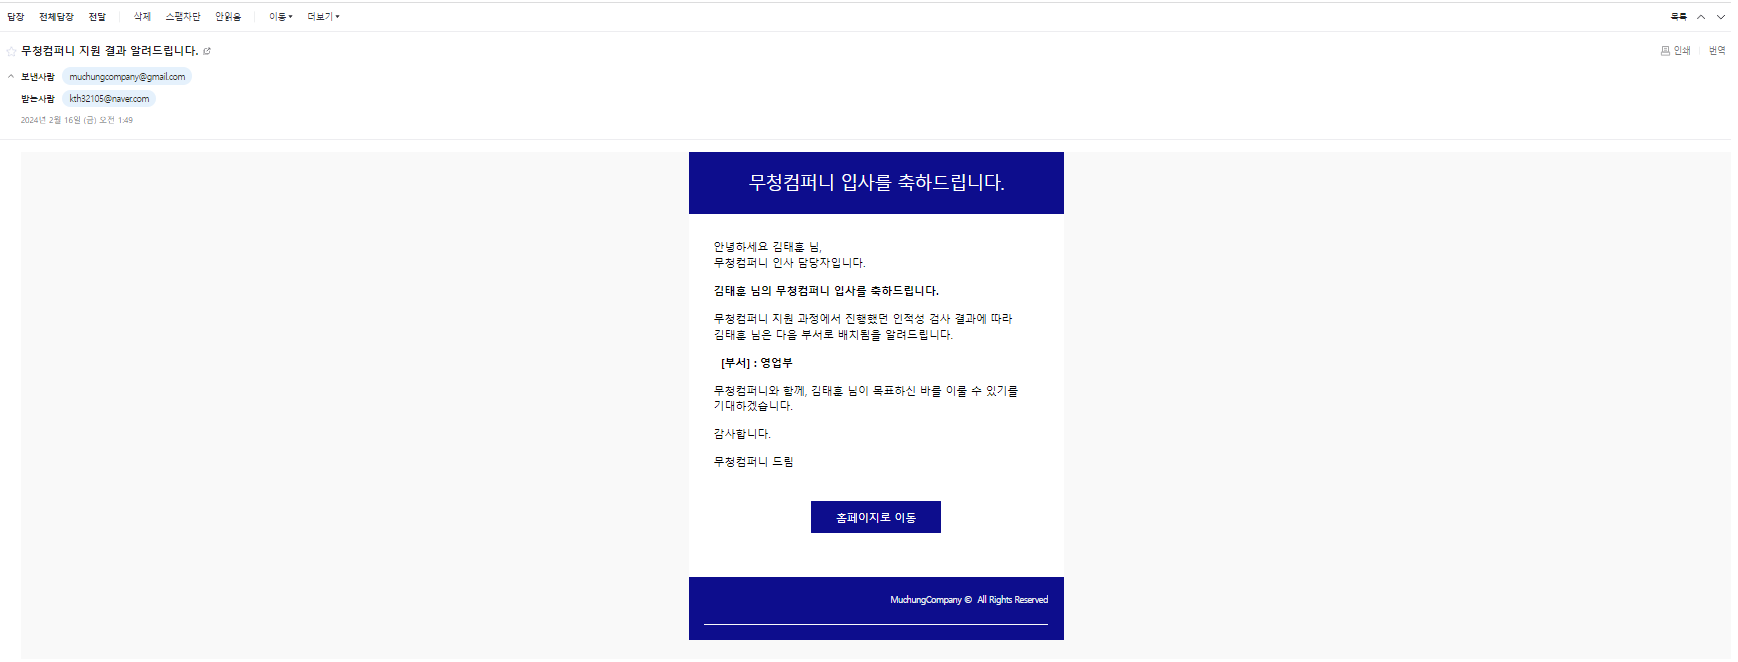 답장 전체답장 전달 삭제 스팸차단 안읽음 이동 더보기 목록
무청컴퍼니 지원 결과 알려드립니다. 인쇄 번역
보낸사람 muchungcompany@gmail.com
받는사람 kth32105@naver.com
2024년 2월 16일 (금) 오전 1:49
무청컴퍼니 입사를 축하드립니다.
안녕하세요 김태훈 님,
무청컴퍼니 인사 담당자입니다.
김태훈 님의 무청컴퍼니 입사를 축하드립니다.
무청컴퍼니 지원 과정에서 진행했던 인적성 검사 결과에 따라
김태훈 님은 다음 부서로 배치됨을 알려드립니다.
[부서] : 영업부
무청컴퍼니와 함께, 김태훈 님이 목표하신 바를 이룰 수 있기를
기대하겠습니다.
감사합니다.
무청컴퍼니 드림
홈페이지로 이동
MuchungCompany © All Rights Reserved